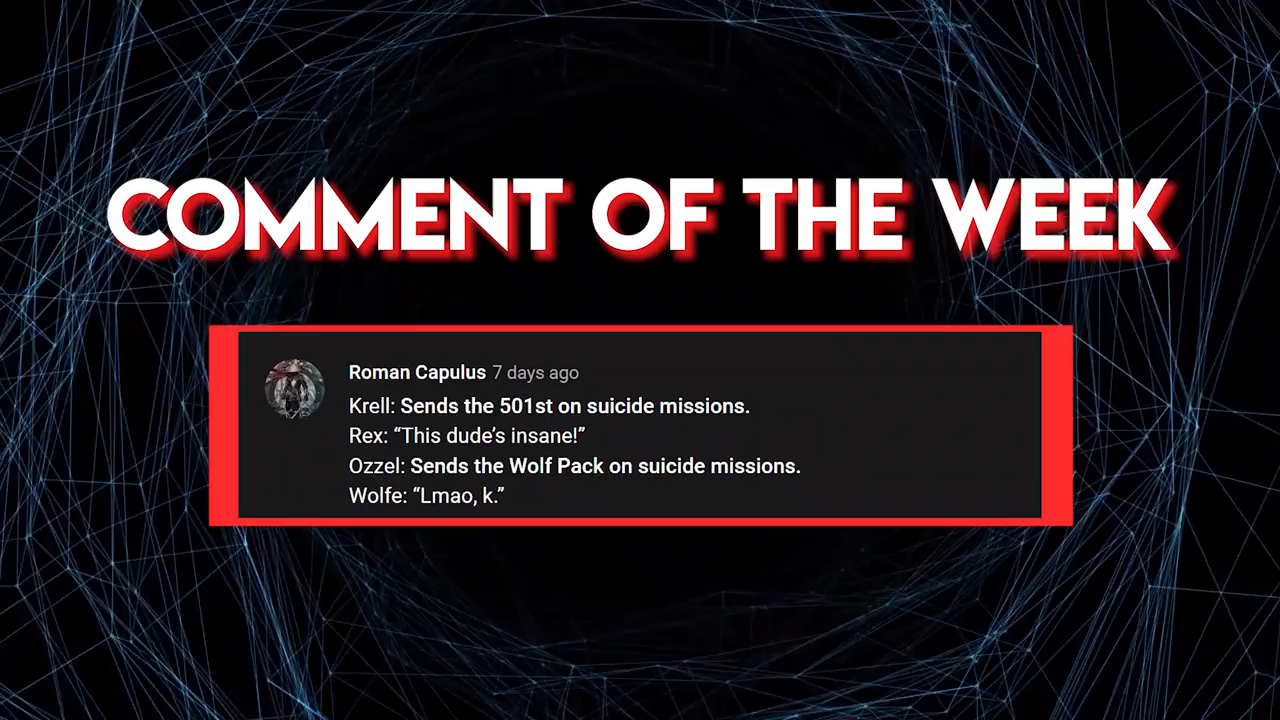 COMMENT OF THE WEEK
Roman Capulus 7 days ago
Krell: Sends the 501st on suicide missions.
Rex: “This dude’s insane!”
Ozzel: Sends the Wolf Pack on suicide missions.
Wolfe: “Lmao, k.”